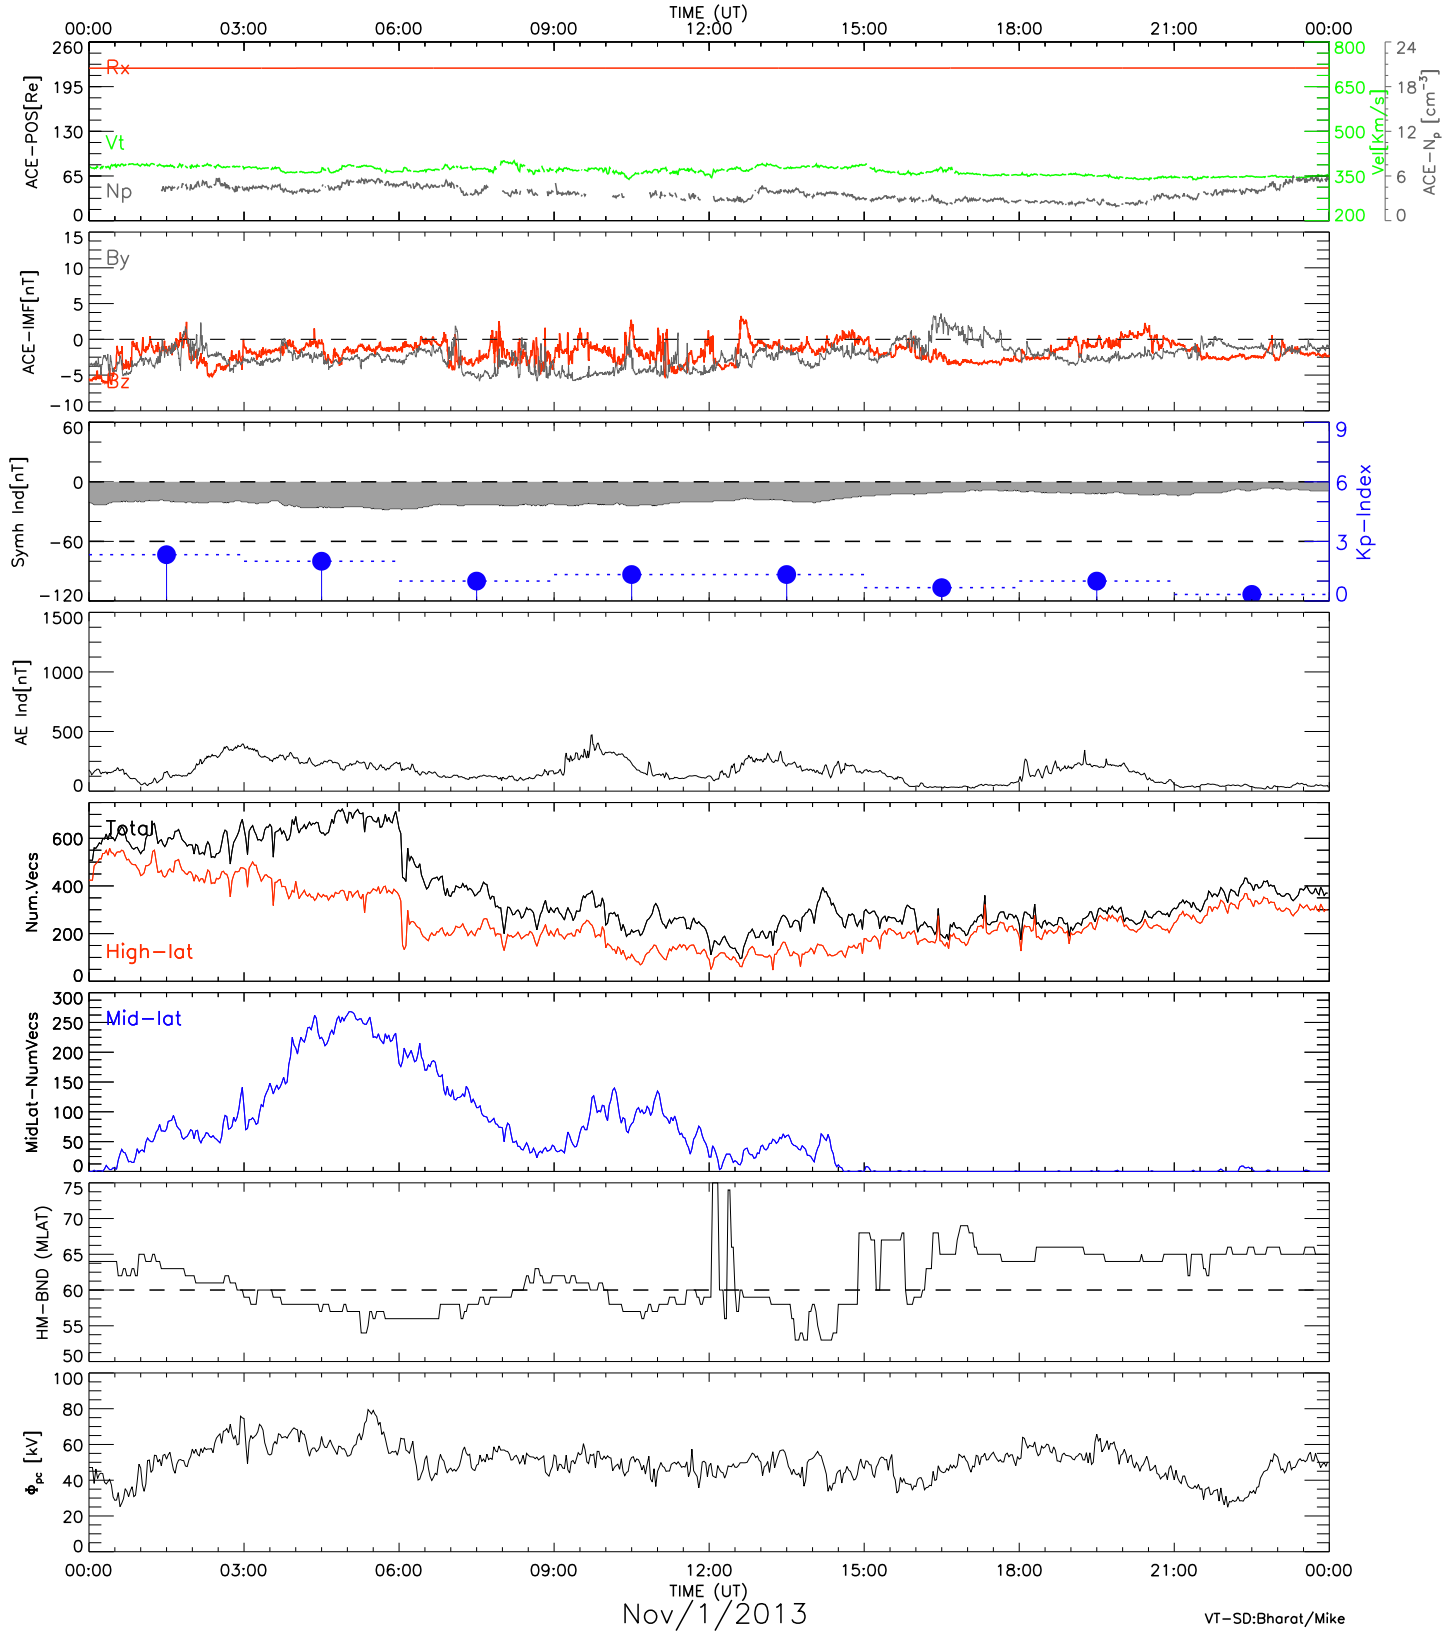 TIME (UT)
00:00 03:00 06:00 09:00 12:00 15:00 18:00 21:00 00:00
ACE-POS[Re]
260
195
130
65
0
Rx
Vt
Np
800
650
500
350
200
Vel[Km/s]
24
18
12
6
0
ACE-Np [cm-3]
ACE-IMF[nT]
15
10
5
0
-5
-10
By
Bz
Symh Ind[nT]
60
0
-60
-120
9
6
3
0
Kp-Index
AE Ind[nT]
1500
1000
500
0
Num.Vecs
600
400
200
0
Total
High-lat
MidLat-NumVecs
300
250
200
150
100
50
0
Mid-lat
HM-BND (MLAT)
75
70
65
60
55
50
Φpc [kV]
100
80
60
40
20
0
00:00 03:00 06:00 09:00 12:00 15:00 18:00 21:00 00:00
TIME (UT)
Nov/1/2013
VT-SD:Bharat/Mike